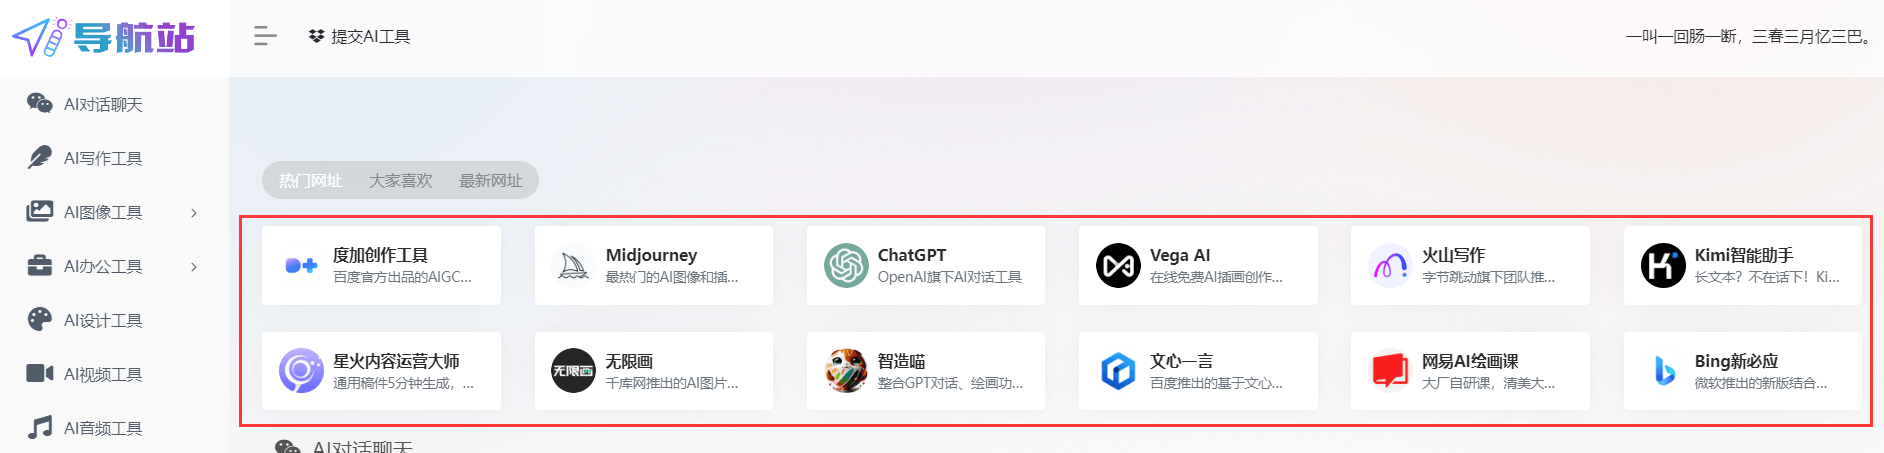 导航站
提交AI工具
一叫一回肠一断，三春三月忆三巴。
AI对话聊天
AI写作工具
AI图像工具
AI办公工具
AI设计工具
AI视频工具
AI音频工具
热门网址 大家喜欢 最新网址
度加创作工具
百度官方出品的AIGC...
Midjourney
最热门的AI图像和插...
ChatGPT
OpenAI旗下AI对话工具
Vega AI
在线免费AI插画创作...
火山写作
字节跳动旗下团队推...
Kimi智能助手
长文本？不在话下！Ki...
星火内容运营大师
通用稿件5分钟生成，...
无限画
无限画
千库网推出的AI图片...
智造喵
整合GPT对话、绘画功...
文心一言
百度推出的基于文心...
网易AI绘画课
大厂自研课，清美大...
Bing新必应
微软推出的新版结合...
AI对话聊天